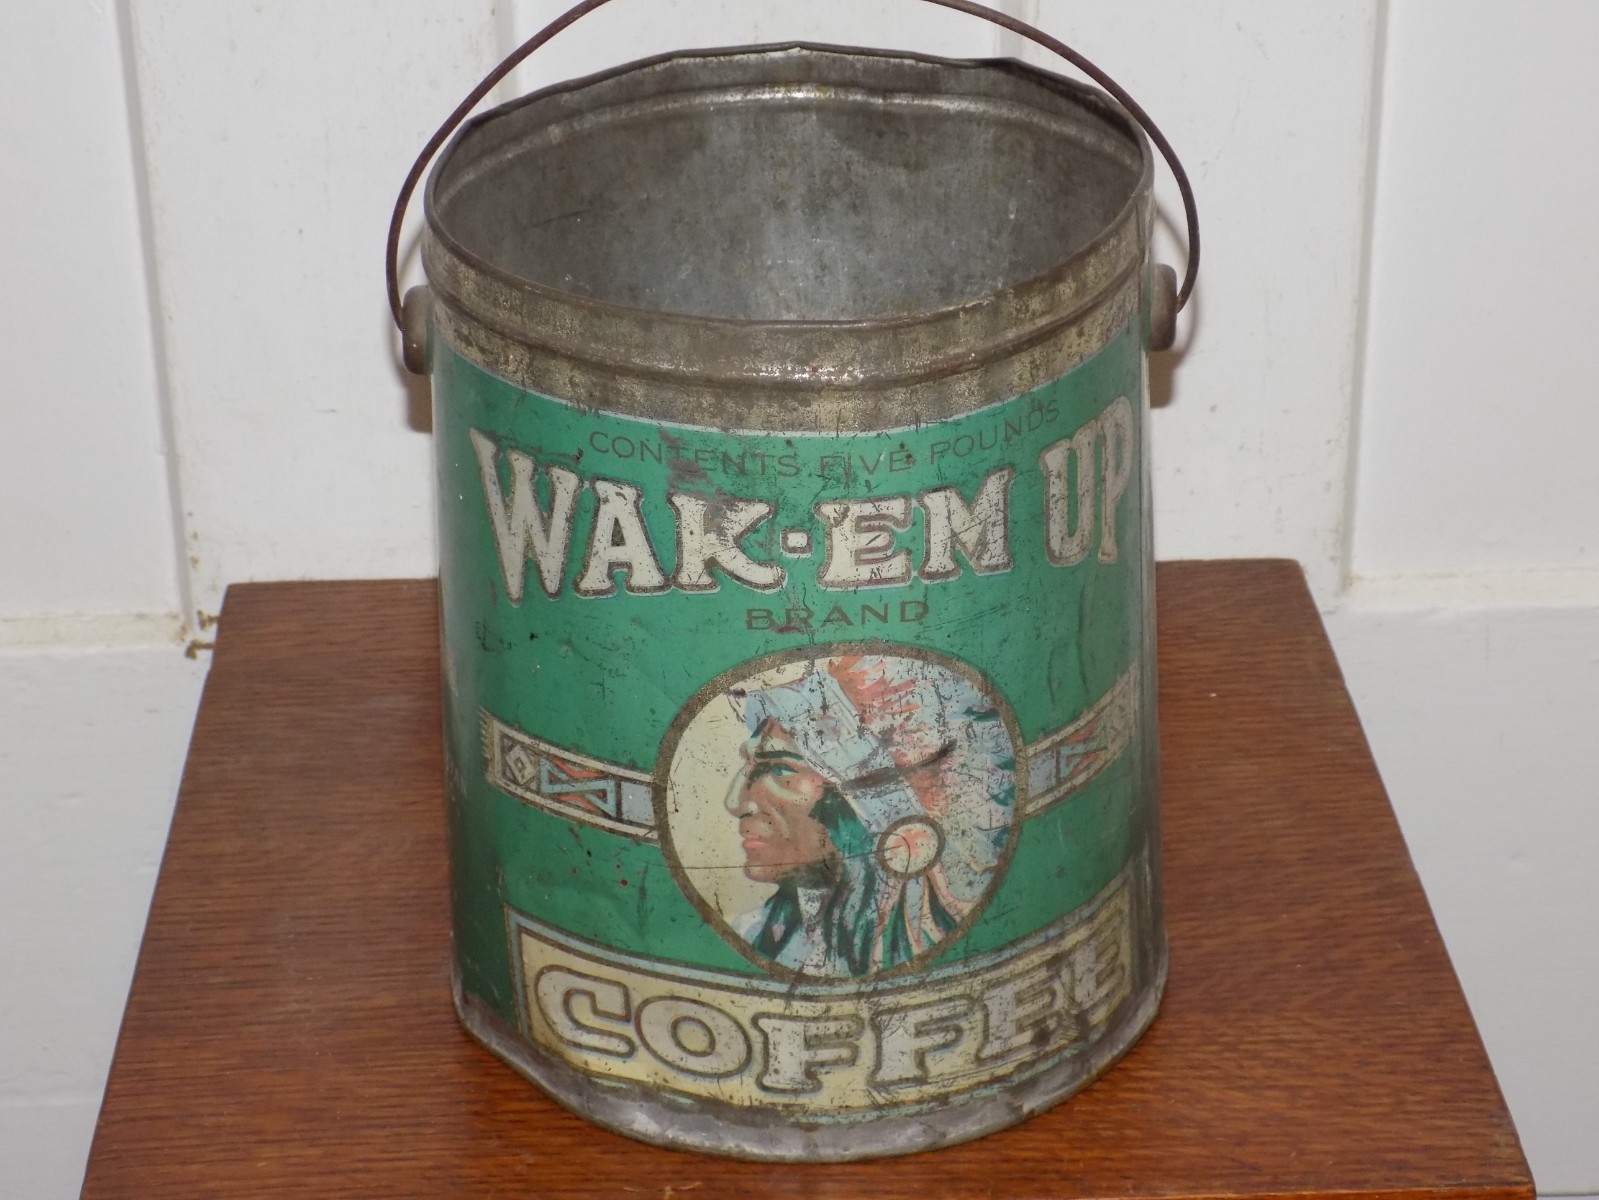 CONTENTS FIVE POUNDS
WAK-EM UP
BRAND
COFFEE